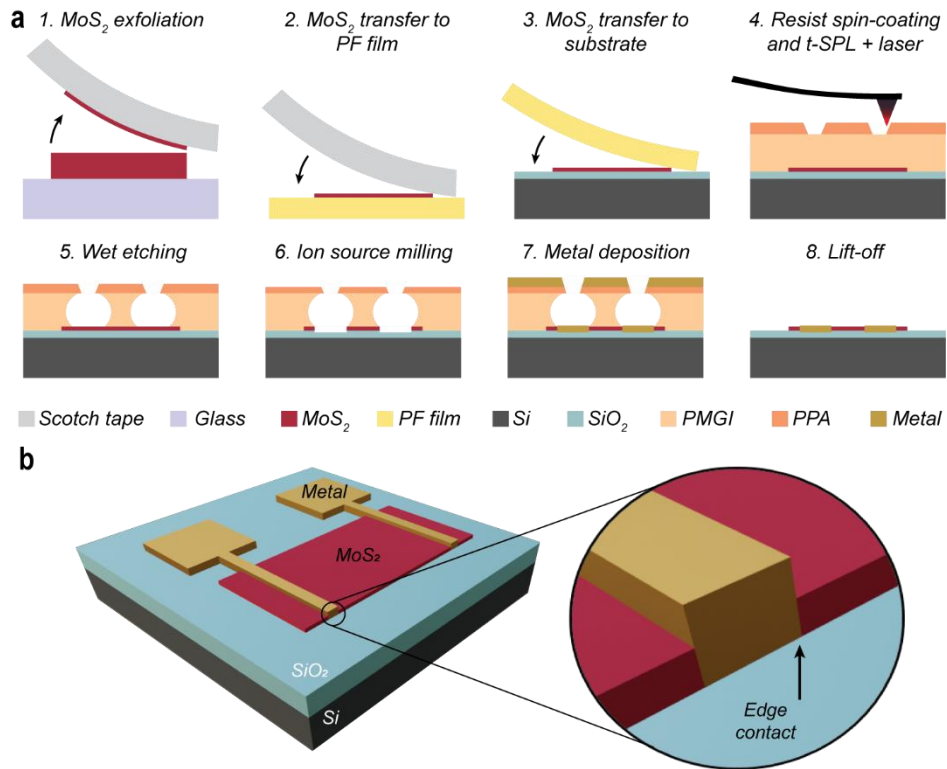 a
1. MoS2 exfoliation
2. MoS2 transfer to
PF film
3. MoS2 transfer to
substrate
4. Resist spin-coating
and t-SPL + laser
5. Wet etching
6. Ion source milling
7. Metal deposition
8. Lift-off
Scotch tape Glass MoS2 PF film Si SiO2 PMGI PPA Metal
b
Metal
MoS₂
SiO₂
Si
Edge
contact